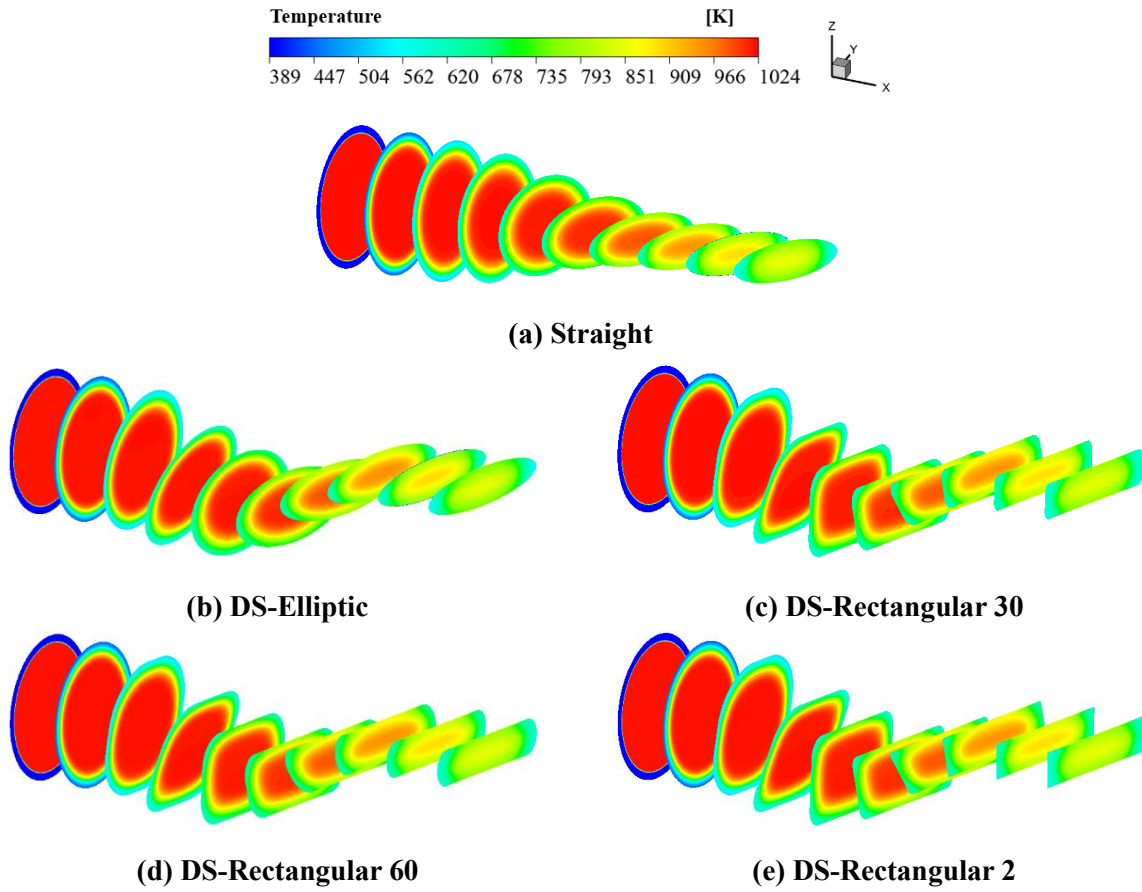 Temperature [K]
389 447 504 562 620 678 735 793 851 909 966 1024
Z
Y
X
(a) Straight
(b) DS-Elliptic
(c) DS-Rectangular 30
(d) DS-Rectangular 60
(e) DS-Rectangular 2